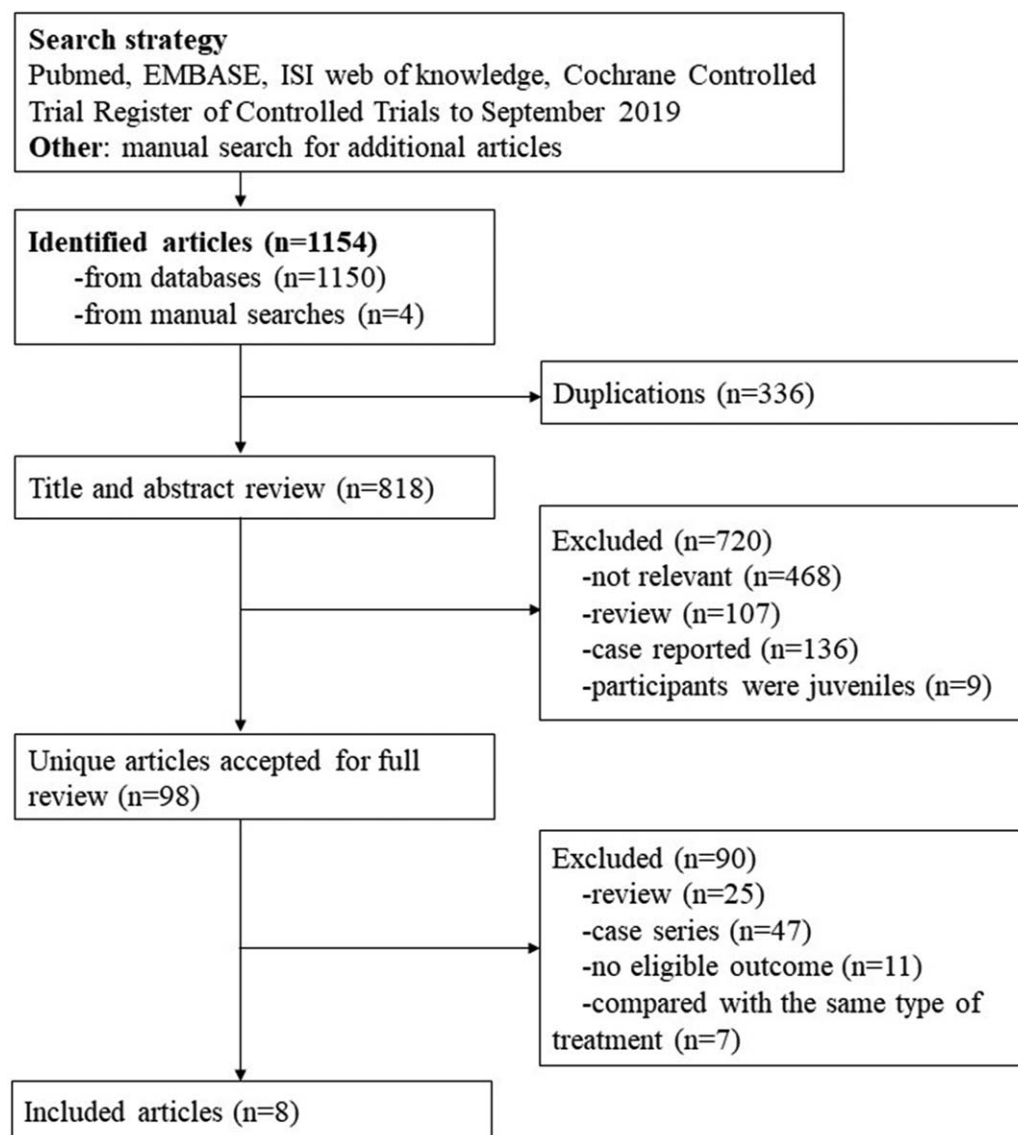 Search strategy
Pubmed, EMBASE, ISI web of knowledge, Cochrane Controlled
Trial Register of Controlled Trials to September 2019
Other: manual search for additional articles
Identified articles (n=1154)
-from databases (n=1150)
-from manual searches (n=4)
Duplications (n=336)
Title and abstract review (n=818)
Excluded (n=720)
-not relevant (n=468)
-review (n=107)
-case reported (n=136)
-participants were juveniles (n=9)
Unique articles accepted for full
review (n=98)
Excluded (n=90)
-review (n=25)
-case series (n=47)
-no eligible outcome (n=11)
-compared with the same type of
treatment (n=7)
Included articles (n=8)